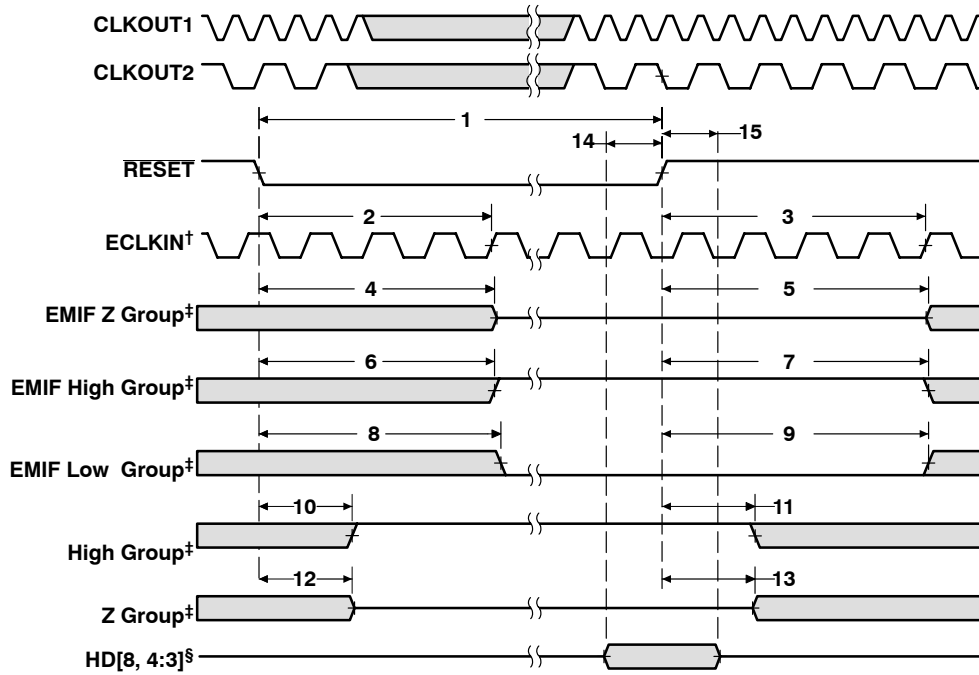 CLKOUT1
CLKOUT2
1
14
15
RESET
2
3
ECLKIN†
4
5
EMIF Z Group‡
6
7
EMIF High Group‡
8
9
EMIF Low Group‡
10
11
High Group‡
12
13
Z Group‡
HD[8, 4:3]§